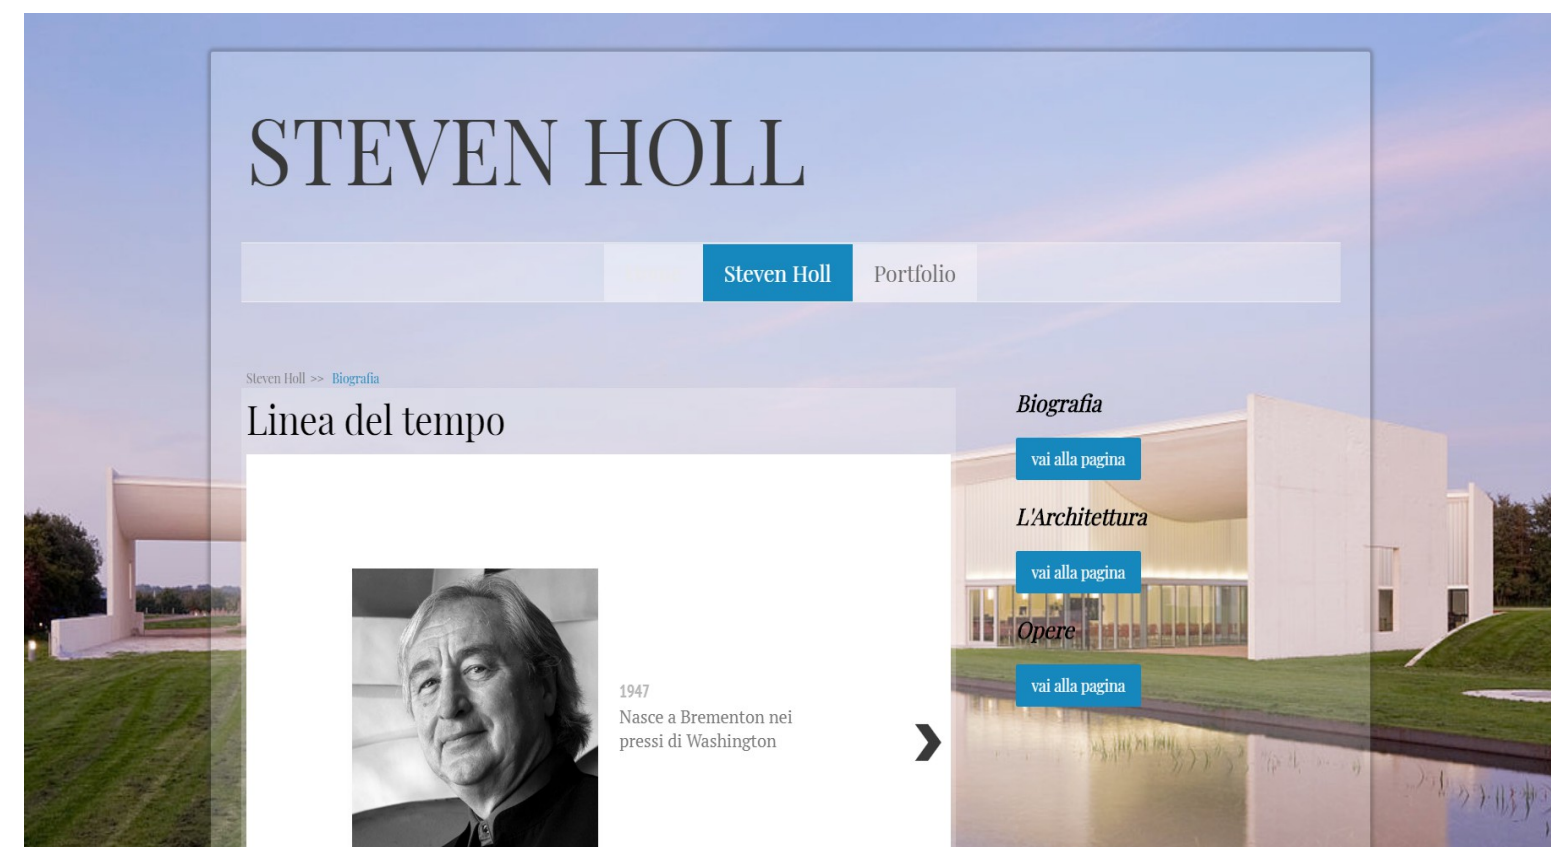 STEVEN HOLL
Steven Holl
Portfolio
Steven Holl >> Biografia
Linea del tempo
1947
Nasce a Brementon nei
pressi di Washington
Biografia
vai alla pagina
L'Architettura
vai alla pagina
Opere
vai alla pagina